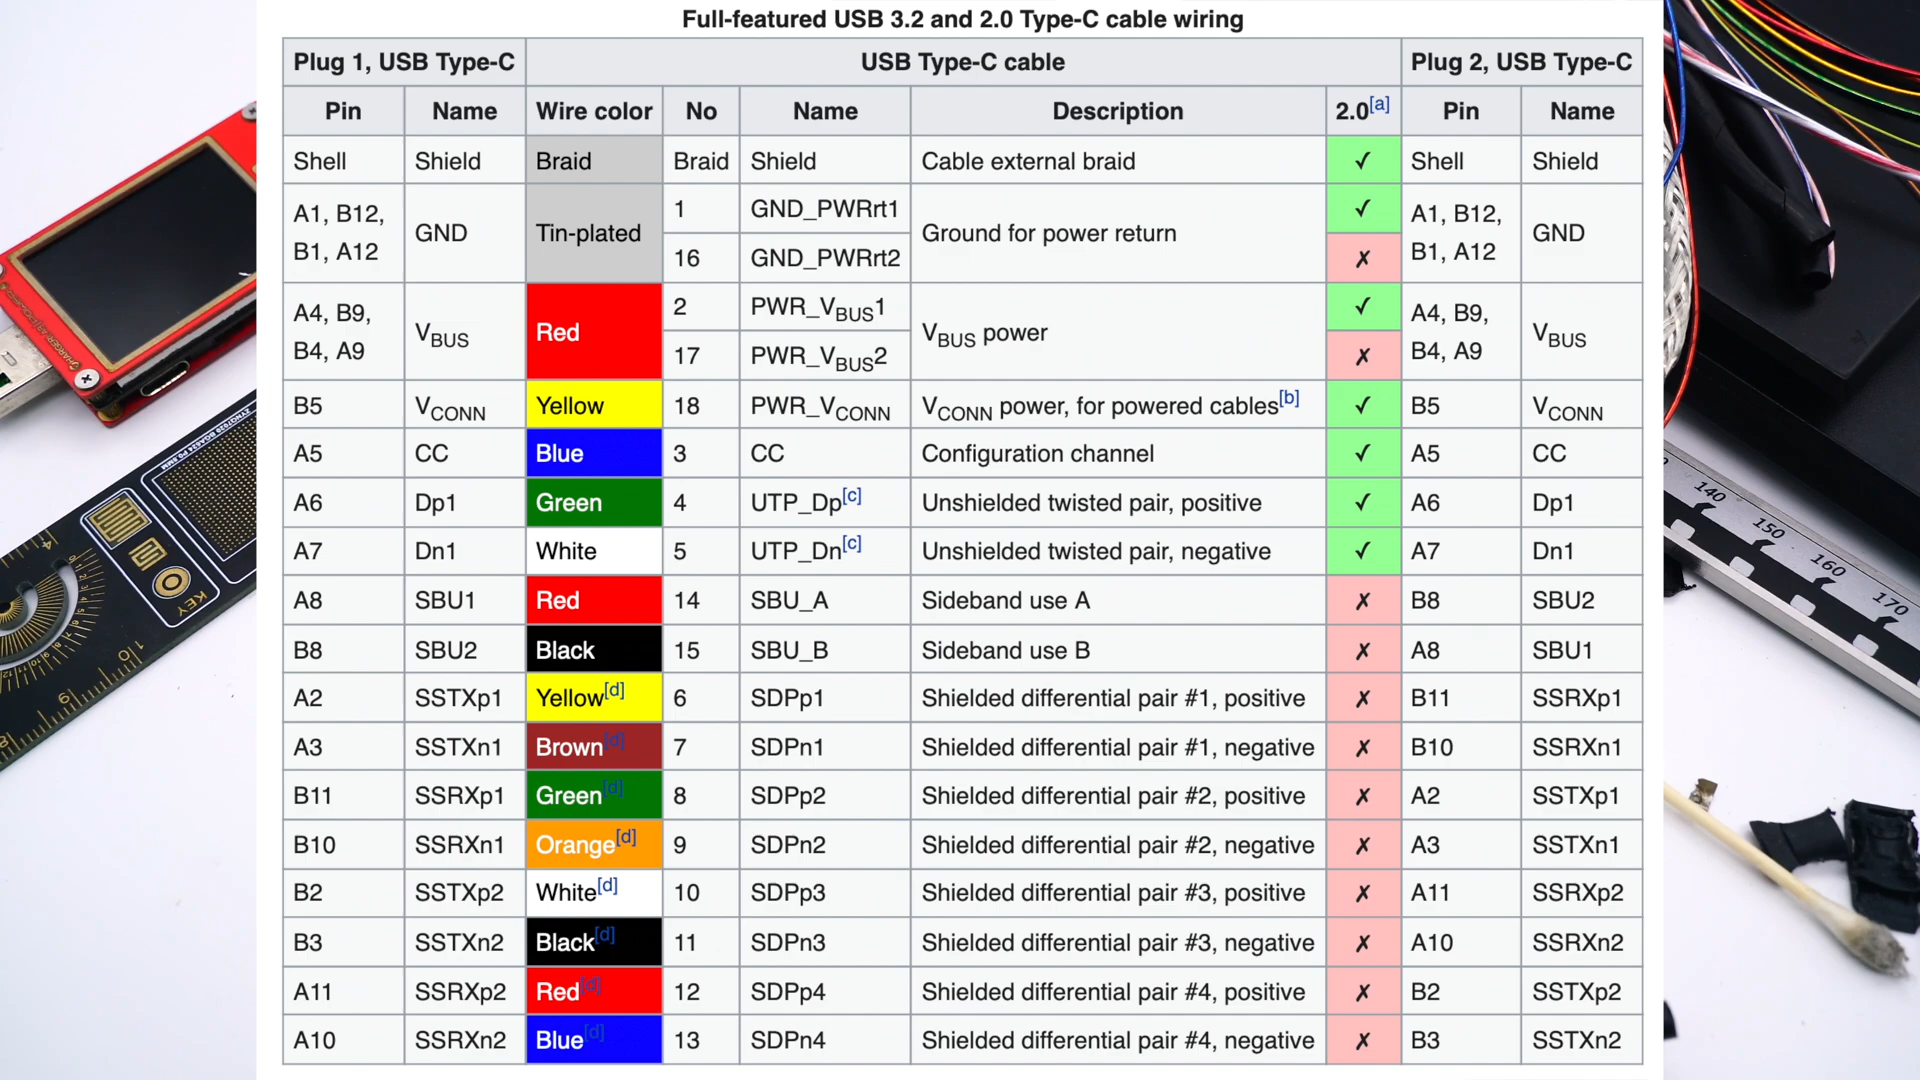 Full-featured USB 3.2 and 2.0 Type-C cable wiring
Plug 1, USB Type-C USB Type-C cable Plug 2, USB Type-C
Pin Name Wire color No Name Description 2.0[a] Pin Name
Shell Shield Braid Braid Shield Cable external braid ✓ Shell Shield
A1, B12, B1, A12 GND Tin-plated 1 GND_PWRrt1 Ground for power return ✓ A1, B12, B1, A12 GND
16 GND_PWRrt2 ✗
A4, B9, B4, A9 VBUS Red 2 PWR_VBUS1 VBUS power ✓ A4, B9, B4, A9 VBUS
17 PWR_VBUS2 ✗
B5 VCONN Yellow 18 PWR_VCONN VCONN power, for powered cables[b] ✓ B5 VCONN
A5 CC Blue 3 CC Configuration channel ✓ A5 CC
A6 Dp1 Green 4 UTP_Dp[c] Unshielded twisted pair, positive ✓ A6 Dp1
A7 Dn1 White 5 UTP_Dn[c] Unshielded twisted pair, negative ✓ A7 Dn1
A8 SBU1 Red 14 SBU_A Sideband use A ✗ B8 SBU2
B8 SBU2 Black 15 SBU_B Sideband use B ✗ A8 SBU1
A2 SSTXp1 Yellow[d] 6 SDPp1 Shielded differential pair #1, positive ✗ B11 SSRXp1
A3 SSTXn1 Brown[d] 7 SDPn1 Shielded differential pair #1, negative ✗ B10 SSRXn1
B11 SSRXp1 Green[d] 8 SDPp2 Shielded differential pair #2, positive ✗ A2 SSTXp1
B10 SSRXn1 Orange[d] 9 SDPn2 Shielded differential pair #2, negative ✗ A3 SSTXn1
B2 SSTXp2 White[d] 10 SDPp3 Shielded differential pair #3, positive ✗ A11 SSRXp2
B3 SSTXn2 Black[d] 11 SDPn3 Shielded differential pair #3, negative ✗ A10 SSRXn2
A11 SSRXp2 Red[d] 12 SDPp4 Shielded differential pair #4, positive ✗ B2 SSTXp2
A10 SSRXn2 Blue[d] 13 SDPn4 Shielded differential pair #4, negative ✗ B3 SSTXn2
KEY
140 150 160 170